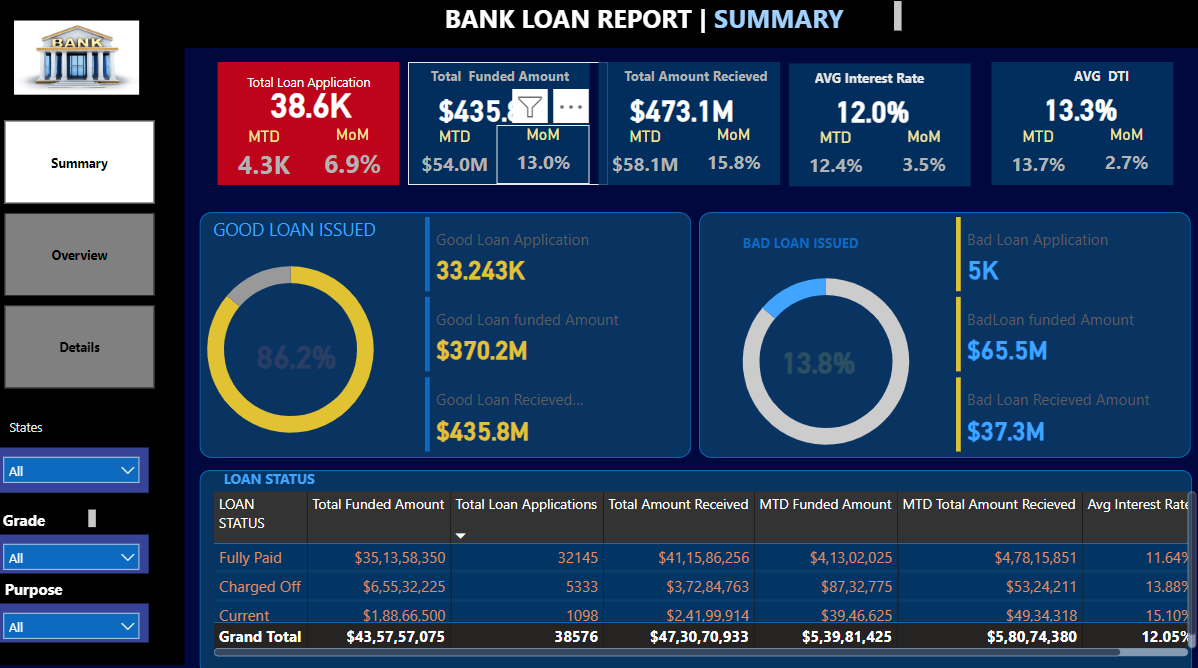 BANK LOAN REPORT | SUMMARY
BANK
Summary
Overview
Details
States
All
Grade
All
Purpose
All
Total Loan Application
38.6K
MTD MoM
4.3K 6.9%
Total Funded Amount
$435.
MTD MoM
$54.0M 13.0%
Total Amount Recieved
$473.1M
MTD MoM
$58.1M 15.8%
AVG Interest Rate
12.0%
MTD MoM
12.4% 3.5%
AVG DTI
13.3%
MTD MoM
13.7% 2.7%
GOOD LOAN ISSUED
86.2%
Good Loan Application
33.243K
Good Loan funded Amount
$370.2M
Good Loan Recieved...
$435.8M
BAD LOAN ISSUED
13.8%
Bad Loan Application
5K
BadLoan funded Amount
$65.5M
Bad Loan Recieved Amount
$37.3M
LOAN STATUS
LOAN STATUS Total Funded Amount Total Loan Applications Total Amount Received MTD Funded Amount MTD Total Amount Recieved Avg Interest Rate
Fully Paid $35,13,58,350 32145 $41,15,86,256 $4,13,02,025 $4,78,15,851 11.64%
Charged Off $6,55,32,225 5333 $3,72,84,763 $87,32,775 $53,24,211 13.88%
Current $1,88,66,500 1098 $2,41,99,914 $39,46,625 $49,34,318 15.10%
Grand Total $43,57,57,075 38576 $47,30,70,933 $5,39,81,425 $5,80,74,380 12.05%